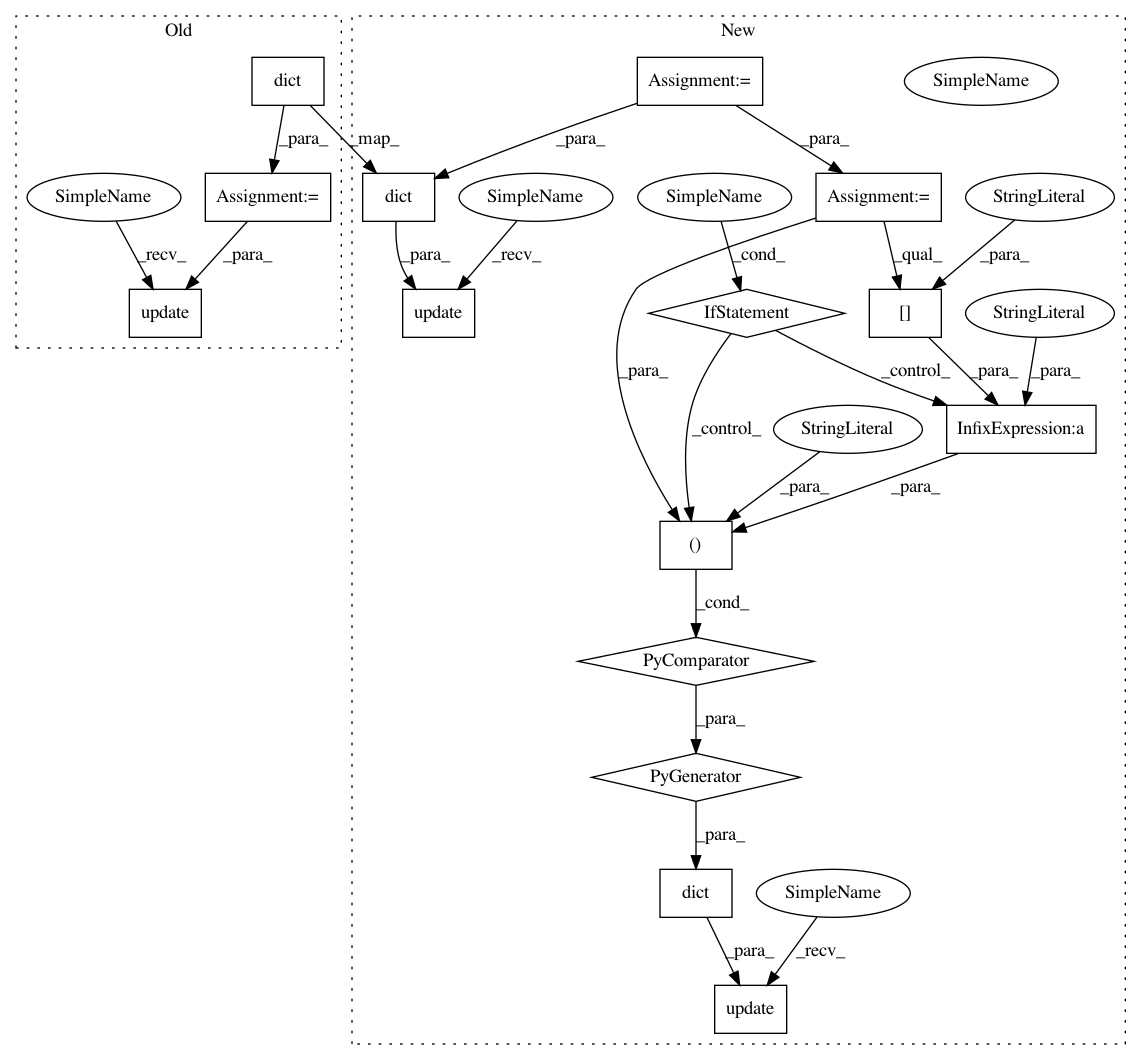 Old
New
dict
Assignment:=
SimpleName
_para_
_map_
_para_
_para_
SimpleName
Assignment:=
dict
SimpleName
SimpleName
Assignment:=
StringLiteral
_recv_
_para_
_para_
_recv_
_cond_
_qual_
_para_
update
update
IfStatement
[]
StringLiteral
_para_
_control_
_para_
_para_
_control_
StringLiteral
InfixExpression:a
_para_
_para_
()
_cond_
PyComparator
_para_
PyGenerator
_para_
dict
SimpleName
_para_
_recv_
update